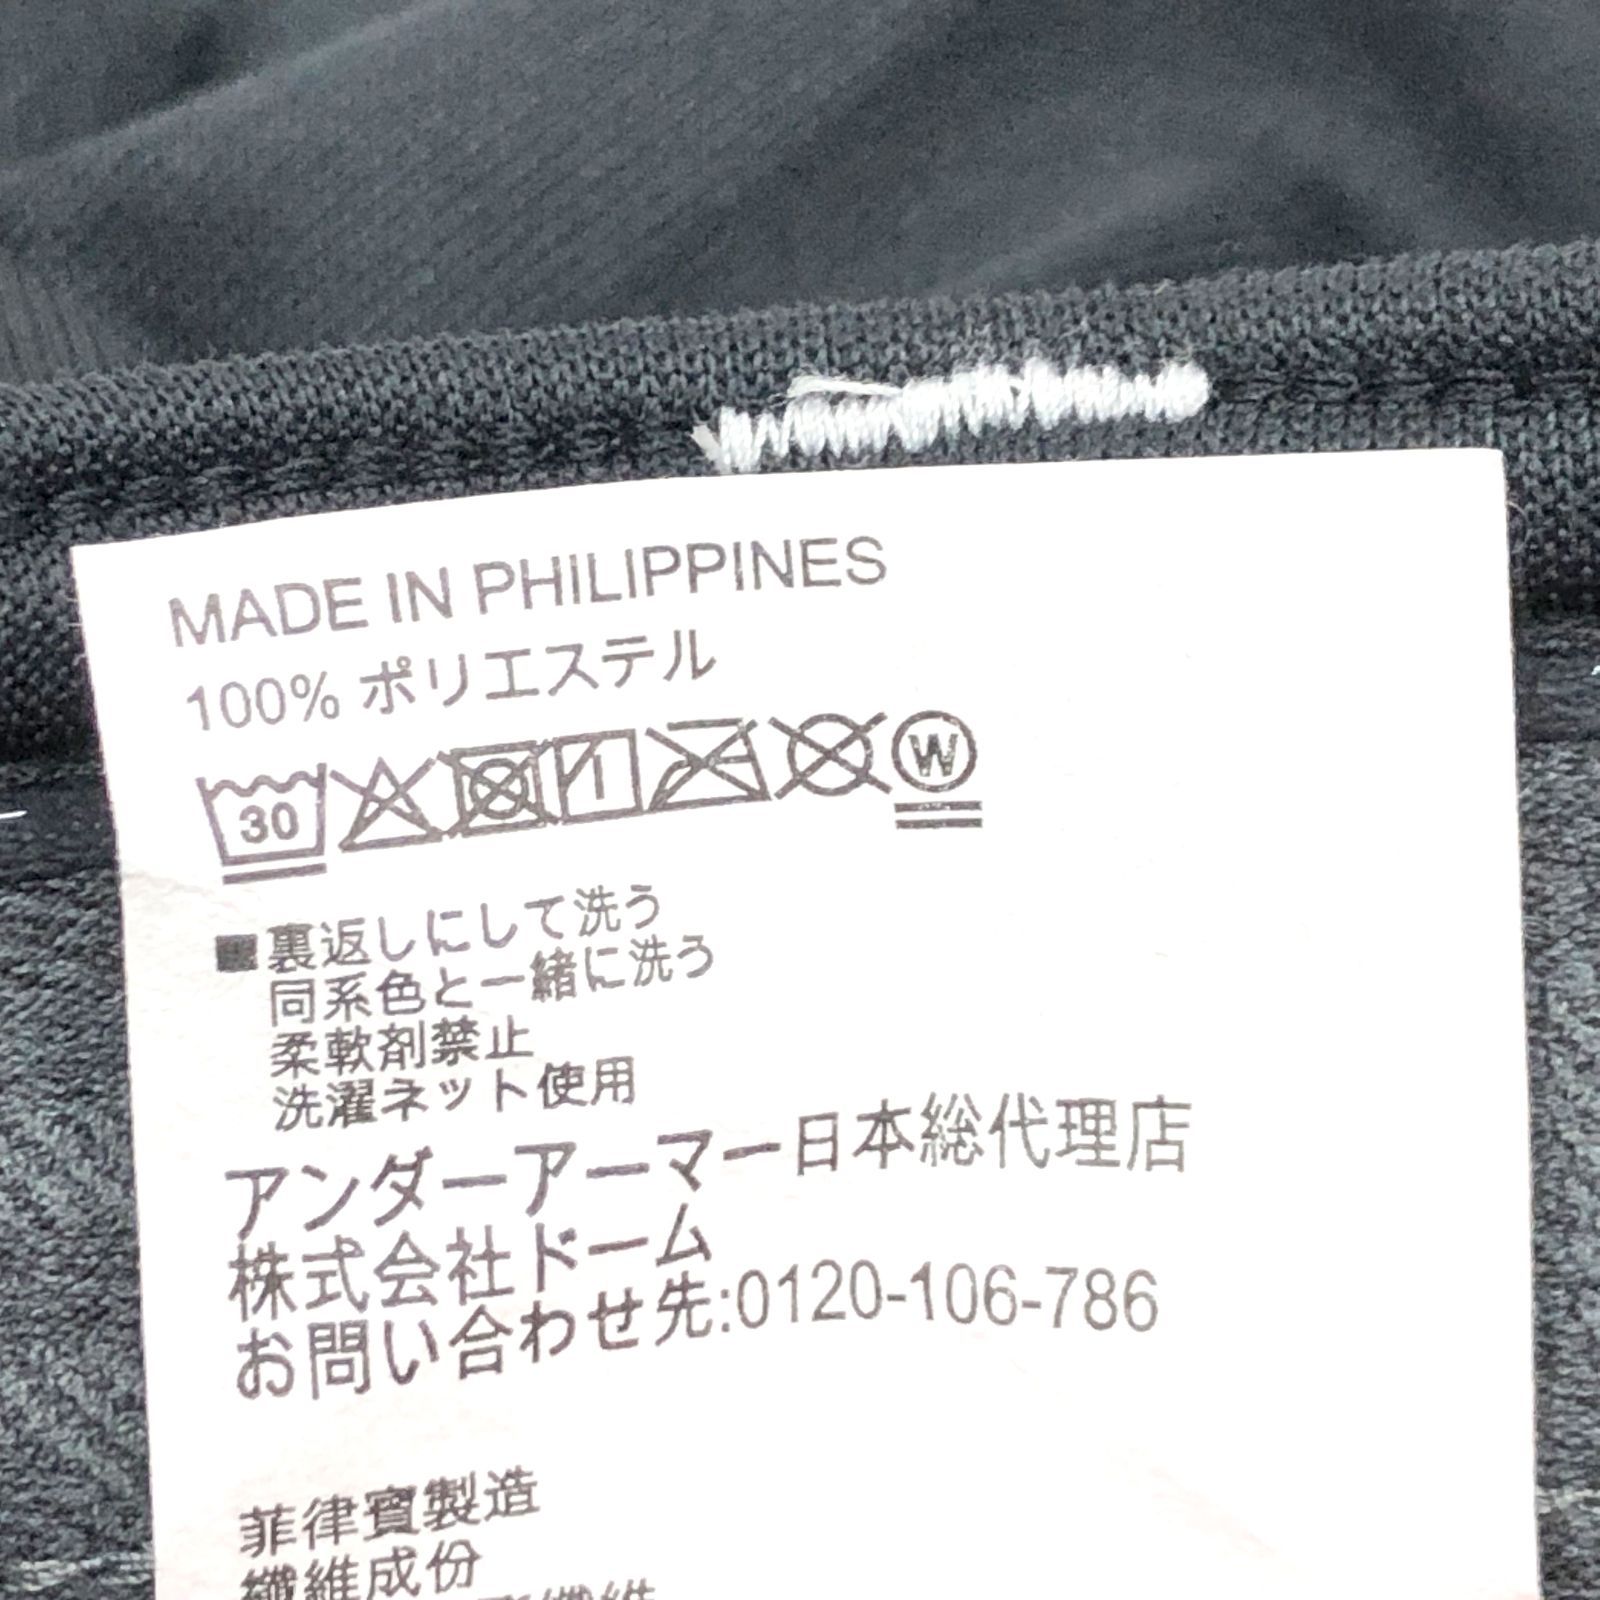 MADE IN PHILIPPINES
100% ポリエステル
30 W
■裏返しにして洗う
同系色と一緒に洗う
柔軟剤禁止
洗濯ネット使用
アンダーアーマー日本総代理店
株式会社ドーム
お問い合わせ先:0120-106-786
菲律賓製造
纖維成份